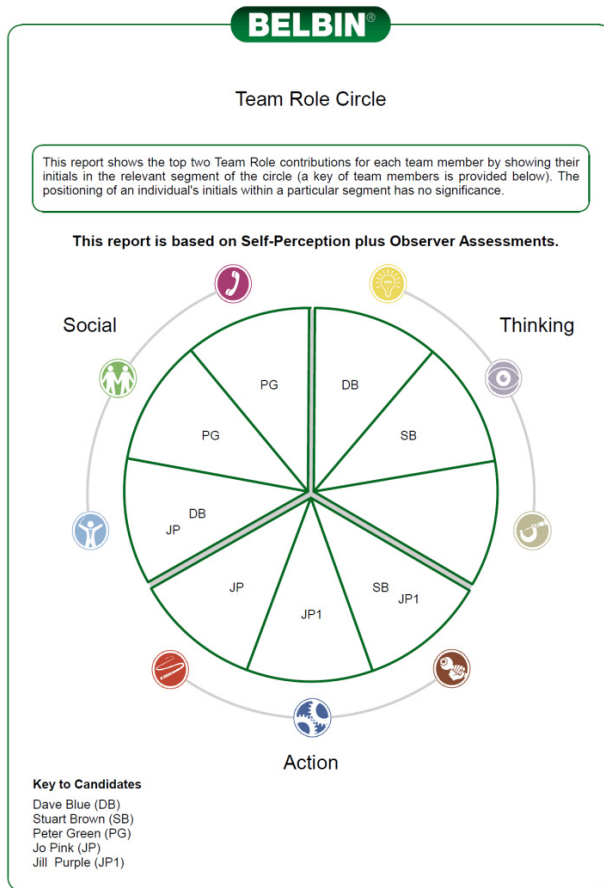 BELBIN®
Team Role Circle
This report shows the top two Team Role contributions for each team member by showing their
initials in the relevant segment of the circle (a key of team members is provided below). The
positioning of an individual's initials within a particular segment has no significance.
This report is based on Self-Perception plus Observer Assessments.
Social
Thinking
PG
DB
PG
SB
DB
JP
JP
JP1
SB
JP1
Action
Key to Candidates
Dave Blue (DB)
Stuart Brown (SB)
Peter Green (PG)
Jo Pink (JP)
Jill Purple (JP1)